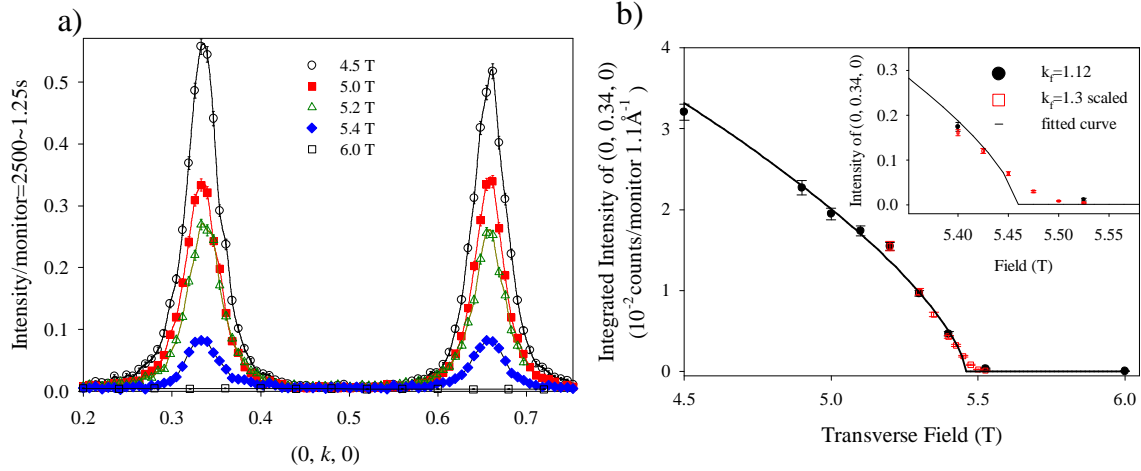 a)
Intensity/monitor=2500~1.25s
0.5
0.4
0.3
0.2
0.1
0.0
4.5 T
5.0 T
5.2 T
5.4 T
6.0 T
0.2 0.3 0.4 0.5 0.6 0.7
(0, k, 0)
b)
Integrated Intensity of (0, 0.34, 0)
(10⁻² counts/monitor 1.1Å⁻¹)
4
3
2
1
0
4.5 5.0 5.5 6.0
Transverse Field (T)
Intensity of (0, 0.34, 0)
0.3
0.2
0.1
0.0
k_f=1.12
k_f=1.3 scaled
fitted curve
5.40 5.45 5.50 5.55
Field (T)